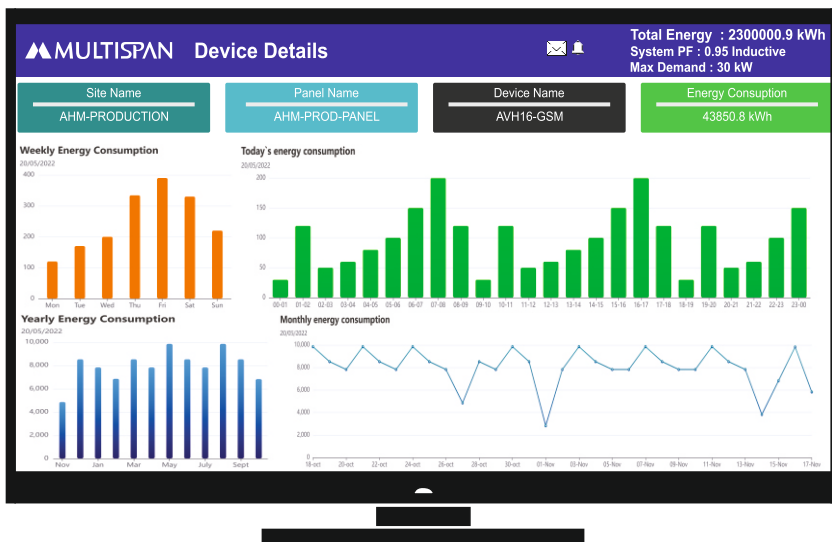 MULTISPAN
Device Details
Total Energy : 2300000.9 kWh
System PF : 0.95 Inductive
Max Demand : 30 kW
Site Name
AHM-PRODUCTION
Panel Name
AHM-PROD-PANEL
Device Name
AVH16-GSM
Energy Consuption
43850.8 kWh
Weekly Energy Consumption
20/05/2022
400
300
200
100
0
Mon Tue Wed Thu Fri Sat Sun
Today`s energy consumption
20/05/2022
200
150
100
50
0
00-01 01-02 02-03 03-04 04-05 05-06 06-07 07-08 08-09 09-10 10-11 11-12 12-13 13-14 14-15 15-16 16-17 17-18 18-19 19-20 20-21 21-22 22-23 23-00
Yearly Energy Consumption
20/05/2022
10,000
8,000
6,000
4,000
2,000
0
Nov Jan Mar May July Sept
Monthly energy consumption
20/03/2022
10,000
8,000
6,000
4,000
2,000
0
18-oct 20-oct 22-oct 24-oct 26-oct 28-oct 30-oct 01-Nov 03-Nov 05-Nov 07-Nov 09-Nov 11-Nov 13-Nov 15-Nov 17-Nov